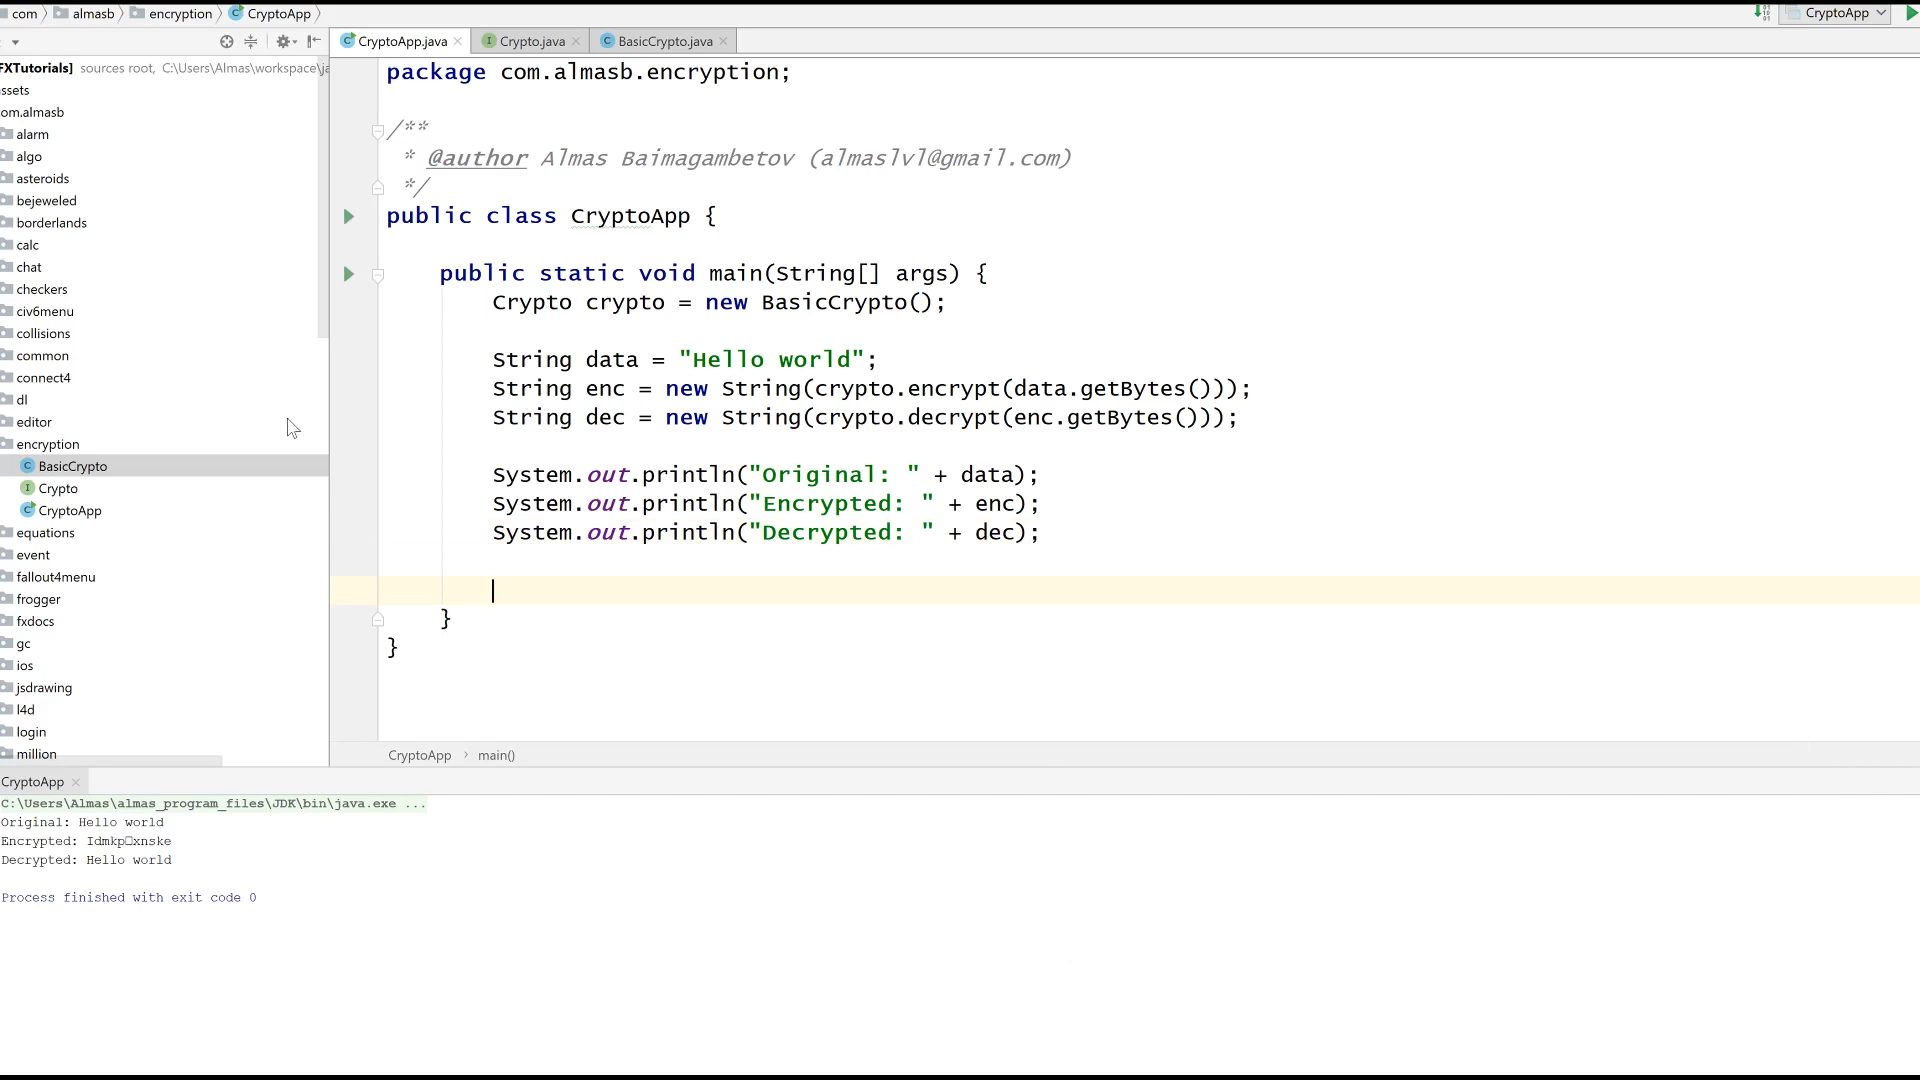 com almasb encryption CryptoApp CryptoApp
CryptoApp.java Crypto.java BasicCrypto.java
FXTutorials] sources root, C:\Users\Almas\workspace\ja
ssets
om.almasb
alarm
algo
asteroids
bejeweled
borderlands
calc
chat
checkers
civ6menu
collisions
common
connect4
dl
editor
encryption
BasicCrypto
Crypto
CryptoApp
equations
event
fallout4menu
frogger
fxdocs
gc
ios
jsdrawing
l4d
login
million
package com.almasb.encryption;
/**
* @author Almas Baimagambetov (almaslvl@gmail.com)
*/
public class CryptoApp {
public static void main(String[] args) {
Crypto crypto = new BasicCrypto();
String data = "Hello world";
String enc = new String(crypto.encrypt(data.getBytes()));
String dec = new String(crypto.decrypt(enc.getBytes()));
System.out.println("Original: " + data);
System.out.println("Encrypted: " + enc);
System.out.println("Decrypted: " + dec);
}
}
CryptoApp main()
CryptoApp
C:\Users\Almas\almas_program_files\JDK\bin\java.exe ...
Original: Hello world
Encrypted: Idmkp□xnske
Decrypted: Hello world
Process finished with exit code 0